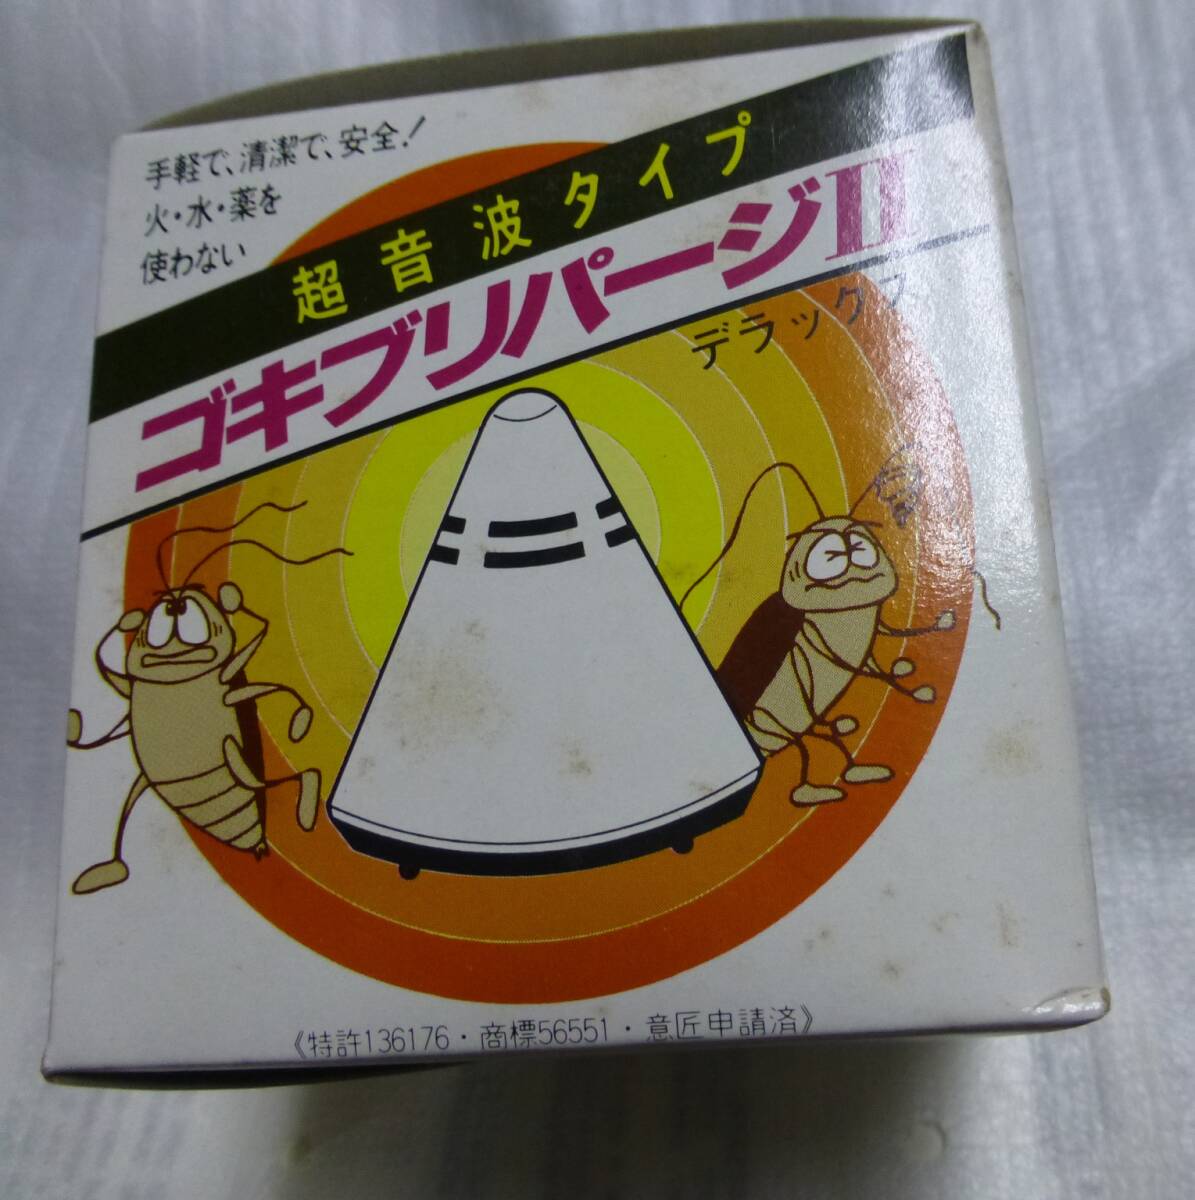 手軽で、清潔で、安全!
火・水・薬を
使わない
超音波タイプ
ゴキブリパージII
デラックス
《特許136176・商標56551・意匠申請済》